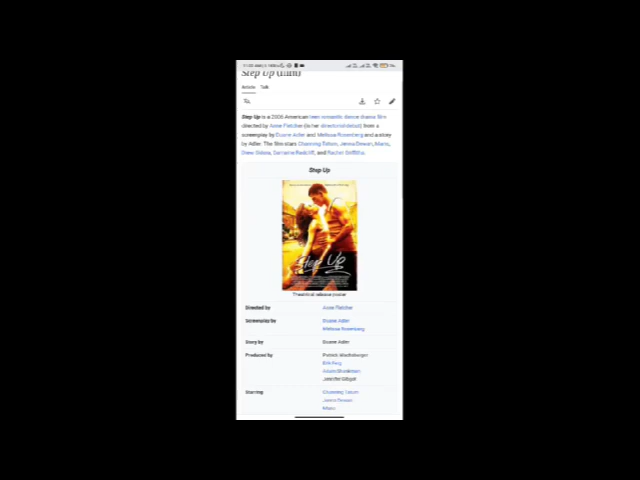 Step Up (film)
Article Talk
Step Up is a 2006 American teen romantic dance drama film
directed by Anne Fletcher (in her directorial debut) from a
screenplay by Duane Adler and Melissa Rosenberg and a story
by Adler. The film stars Channing Tatum, Jenna Dewan, Mario,
Drew Sidora, and Rachel Griffiths.
Step Up
Step Up
Theatrical release poster
Directed by Anne Fletcher
Screenplay by Duane Adler
Melissa Rosenberg
Story by Duane Adler
Produced by Patrick Wachsberger
Erik Feig
Adam Shankman
Jennifer Gibgot
Starring Channing Tatum
Jenna Dewan
Mario